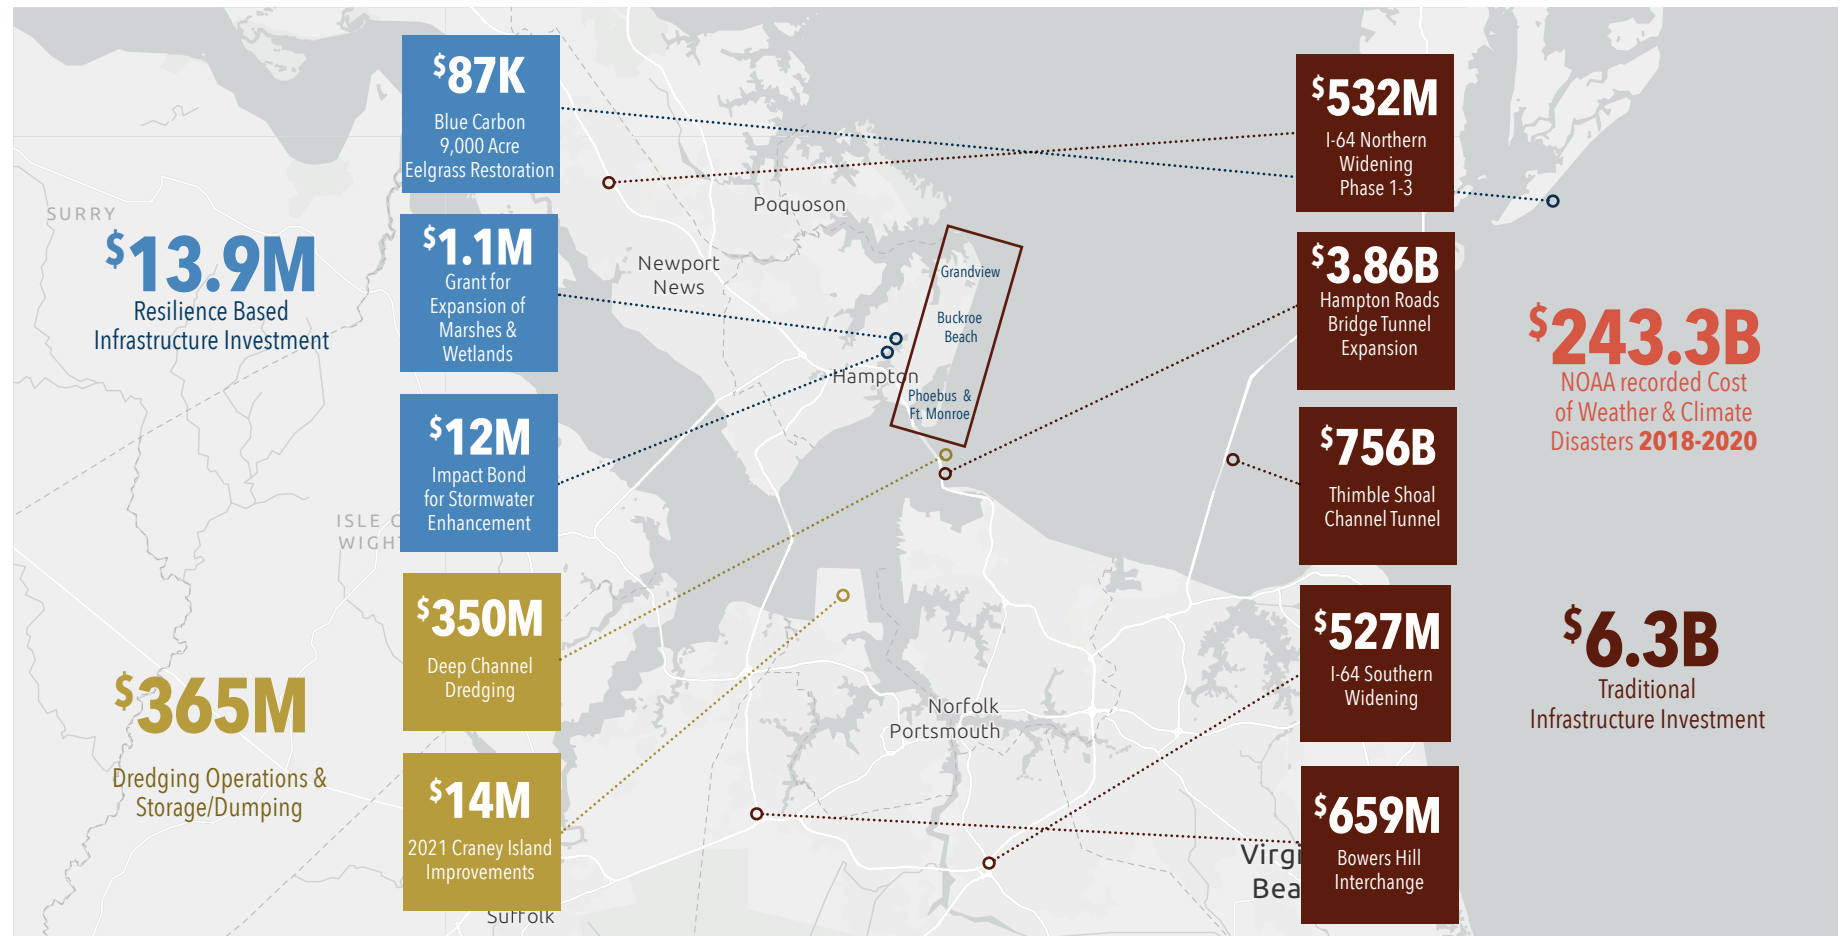 $87K
Blue Carbon
9,000 Acre
Eelgrass Restoration
$532M
I-64 Northern
Widening
Phase 1-3
SURRY
Poquoson
$13.9M
Resilience Based
Infrastructure Investment
$1.1M
Grant for
Expansion of
Marshes &
Wetlands
Newport
News
Grandview
Buckroe
Beach
Hampton
Phoebus &
Ft. Monroe
$3.86B
Hampton Roads
Bridge Tunnel
Expansion
$243.3B
NOAA recorded Cost
of Weather & Climate
Disasters 2018-2020
$12M
Impact Bond
for Stormwater
Enhancement
$756B
Thimble Shoal
Channel Tunnel
ISLE O
WIGH
$350M
Deep Channel
Dredging
$527M
I-64 Southern
Widening
$6.3B
Traditional
Infrastructure Investment
$365M
Dredging Operations &
Storage/Dumping
Norfolk
Portsmouth
$14M
2021 Craney Island
Improvements
$659M
Bowers Hill
Interchange
Virgi
Bea
Suffolk